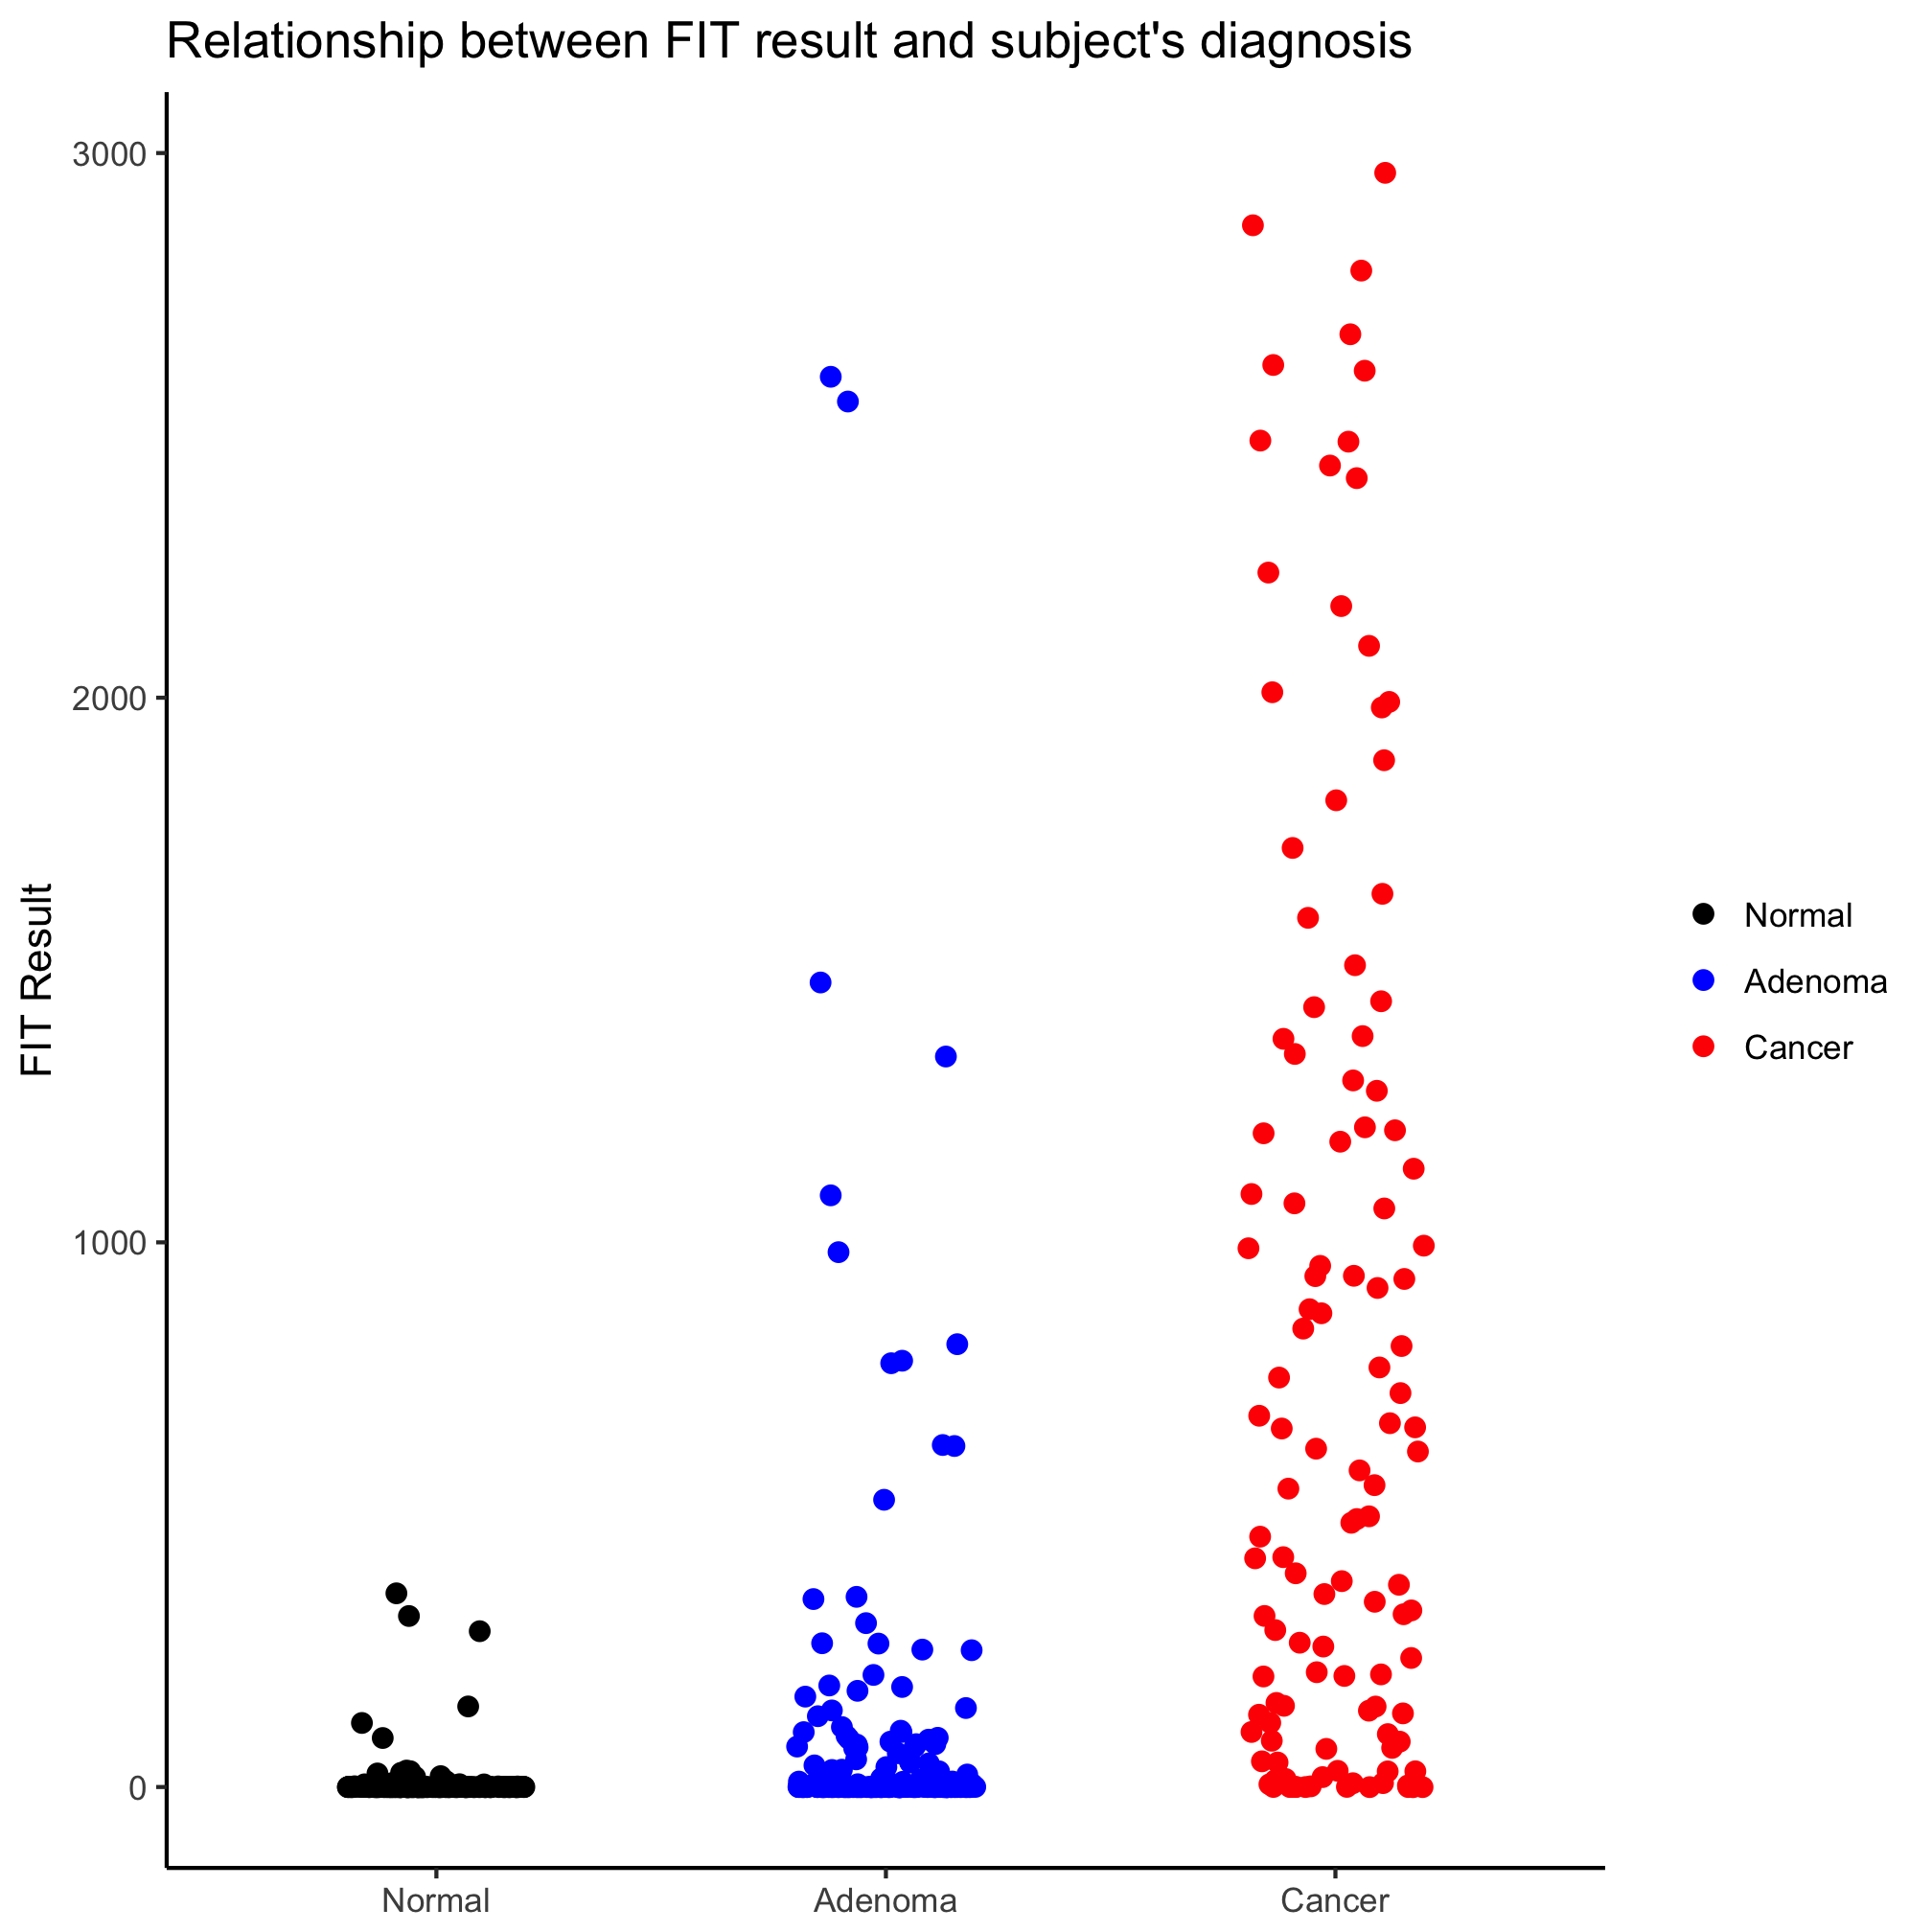 Relationship between FIT result and subject's diagnosis
3000
2000
1000
0
FIT Result
Normal
Adenoma
Cancer
Normal
Adenoma
Cancer